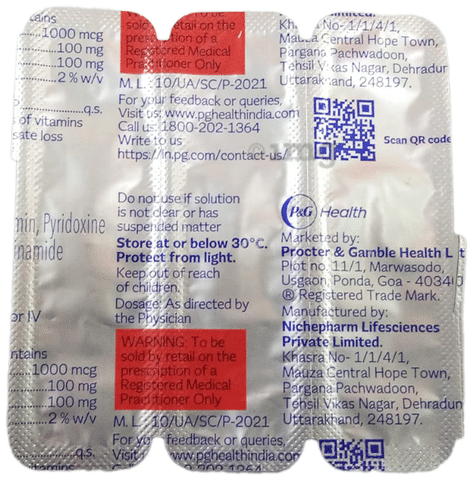 ains
1000 mcg
100 mg
100 mg
2% w/v
q.s.
of vitamins
sate loss
min, Pyridoxine
inamide
or IV
ntains
1000 mcg
100 mg
100 mg
2% w/v
q.s.
itamins
WARNING: To be
sold by retail on the
prescription of a
Registered Medical
Practitioner Only
M. L.: 10/UA/SC/P-2021
For your feedback or queries,
Visit us: www.pghealthindia.com
Call us: 1800-202-1364
Write to us
https://in.pg.com/contact-us/
Do not use if solution
is not clear or has
suspended matter
Store at or below 30°C.
Protect from light.
Keep out of reach
of children.
Dosage: As directed by
the Physician
WARNING: To be
sold by retail on the
prescription of a
Registered Medical
Practitioner Only
M. L.: 10/UA/SC/P-2021
For your feedback or queries,
www.pghealthindia.com
Limited.
Khasra No- 1/1/4/1,
Mauza Central Hope Town,
Pargana Pachwadoon,
Tehsil Vikas Nagar, Dehradun
Uttarakhand, 248197.
Scan QR code
P&G Health
Marketed by:
Procter & Gamble Health Lt
Plot no. 11/1, Marwasodo,
Usgaon, Ponda, Goa - 40340
® Registered Trade Mark.
Manufactured by:
Nichepharm Lifesciences
Private Limited.
Khasra No- 1/1/4/1,
Mauza Central Hope Town,
Pargana Pachwadoon,
Tehsil Vikas Nagar, Dehradun
Uttarakhand, 248197.